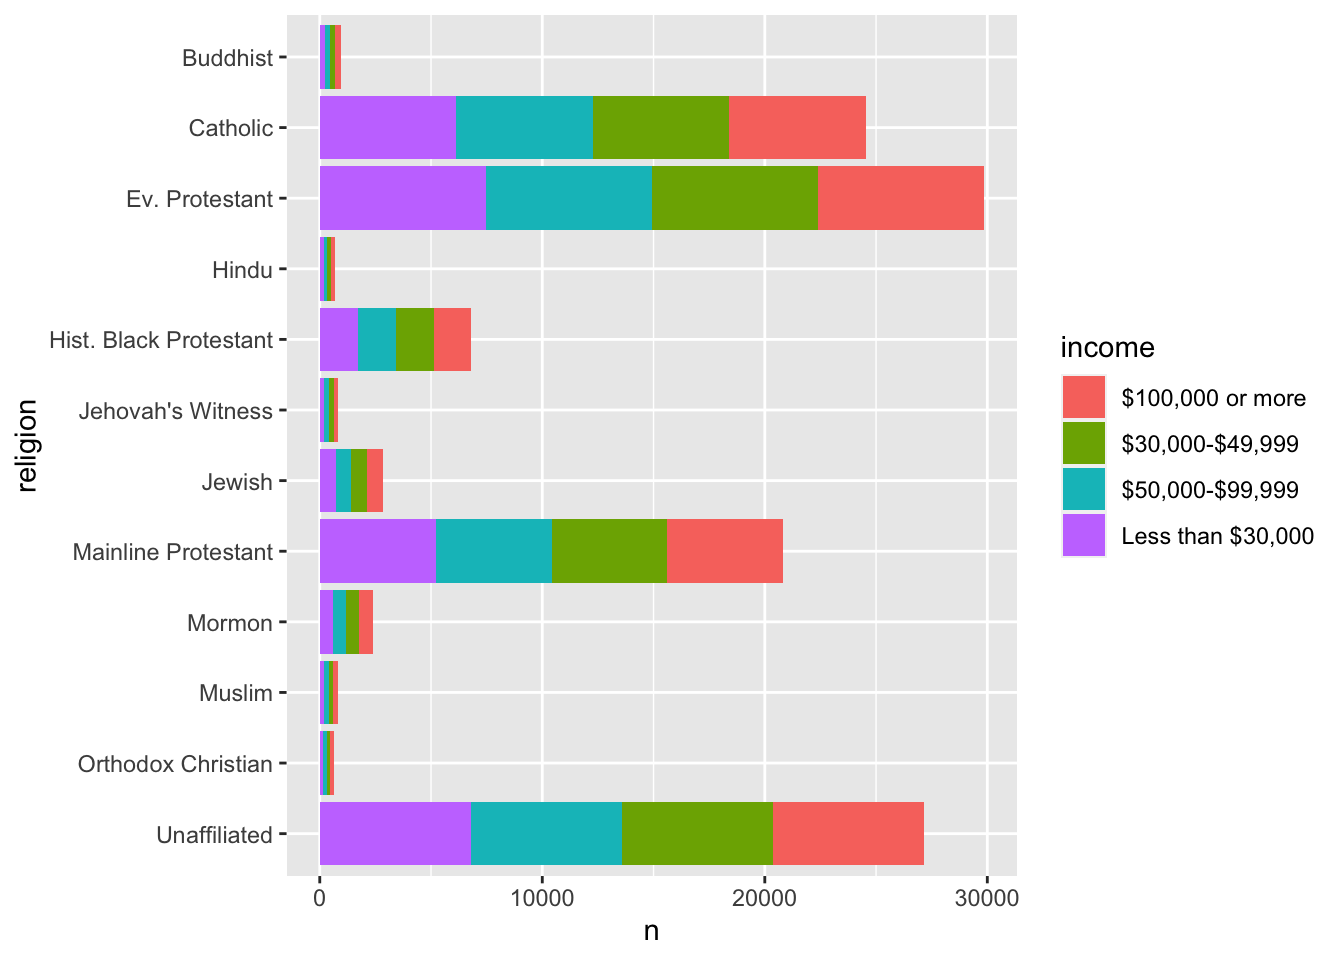 religion
Buddhist
Catholic
Ev. Protestant
Hindu
Hist. Black Protestant
Jehovah's Witness
Jewish
Mainline Protestant
Mormon
Muslim
Orthodox Christian
Unaffiliated
0 10000 20000 30000
n
income
$100,000 or more
$30,000-$49,999
$50,000-$99,999
Less than $30,000